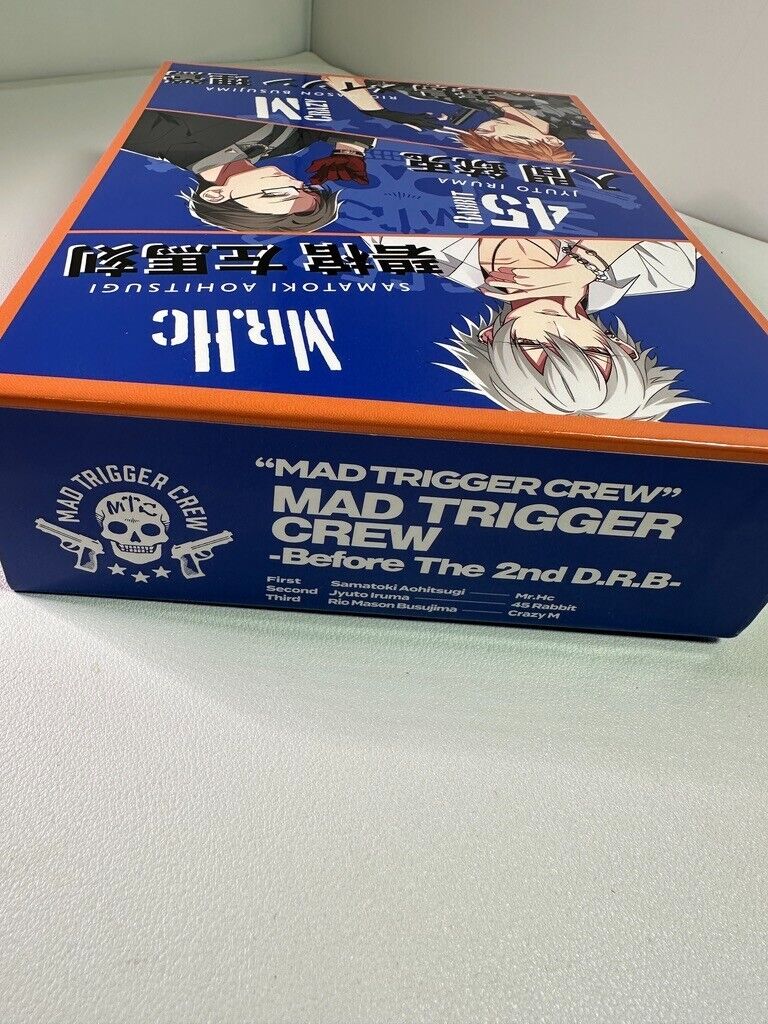 RIO MASON BUSUJIMA
CRAZY
M
入間 銃兎
JYUTO IRUMA
45
RABBIT
碧棺 左馬刻
SAMATOKI AOHITSUGI
MR.HC
MAD TRIGGER CREW
MTC
“MAD TRIGGER CREW”
MAD TRIGGER
CREW
-Before The 2nd D.R.B-
First Samatoki Aohitsugi Mr.Hc
Second Jyuto Iruma 45 Rabbit
Third Rio Mason Busujima Crazy M